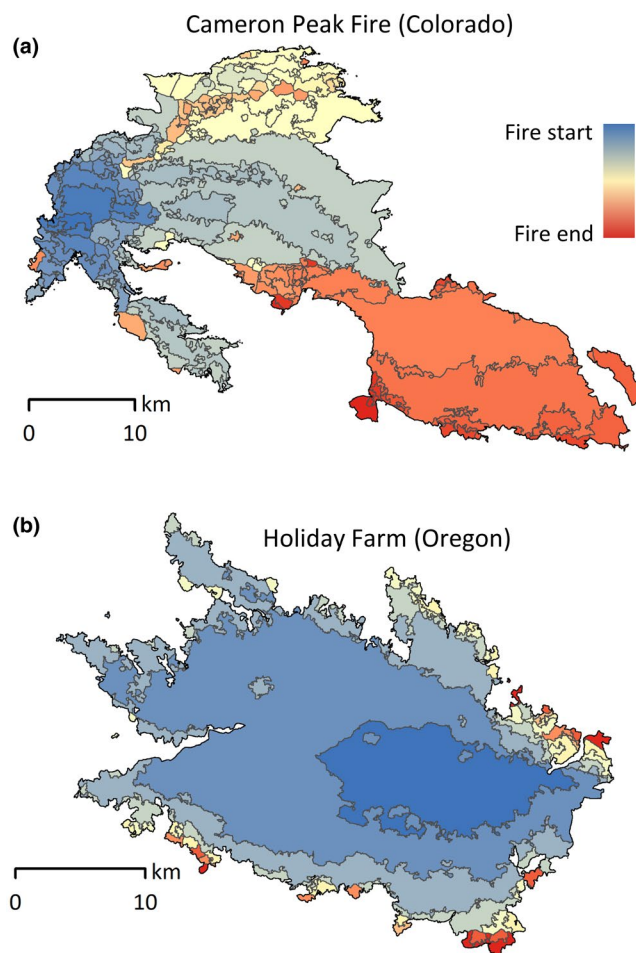 Cameron Peak Fire (Colorado)
(a)
Fire start
Fire end
km
0 10
(b)
Holiday Farm (Oregon)
km
0 10